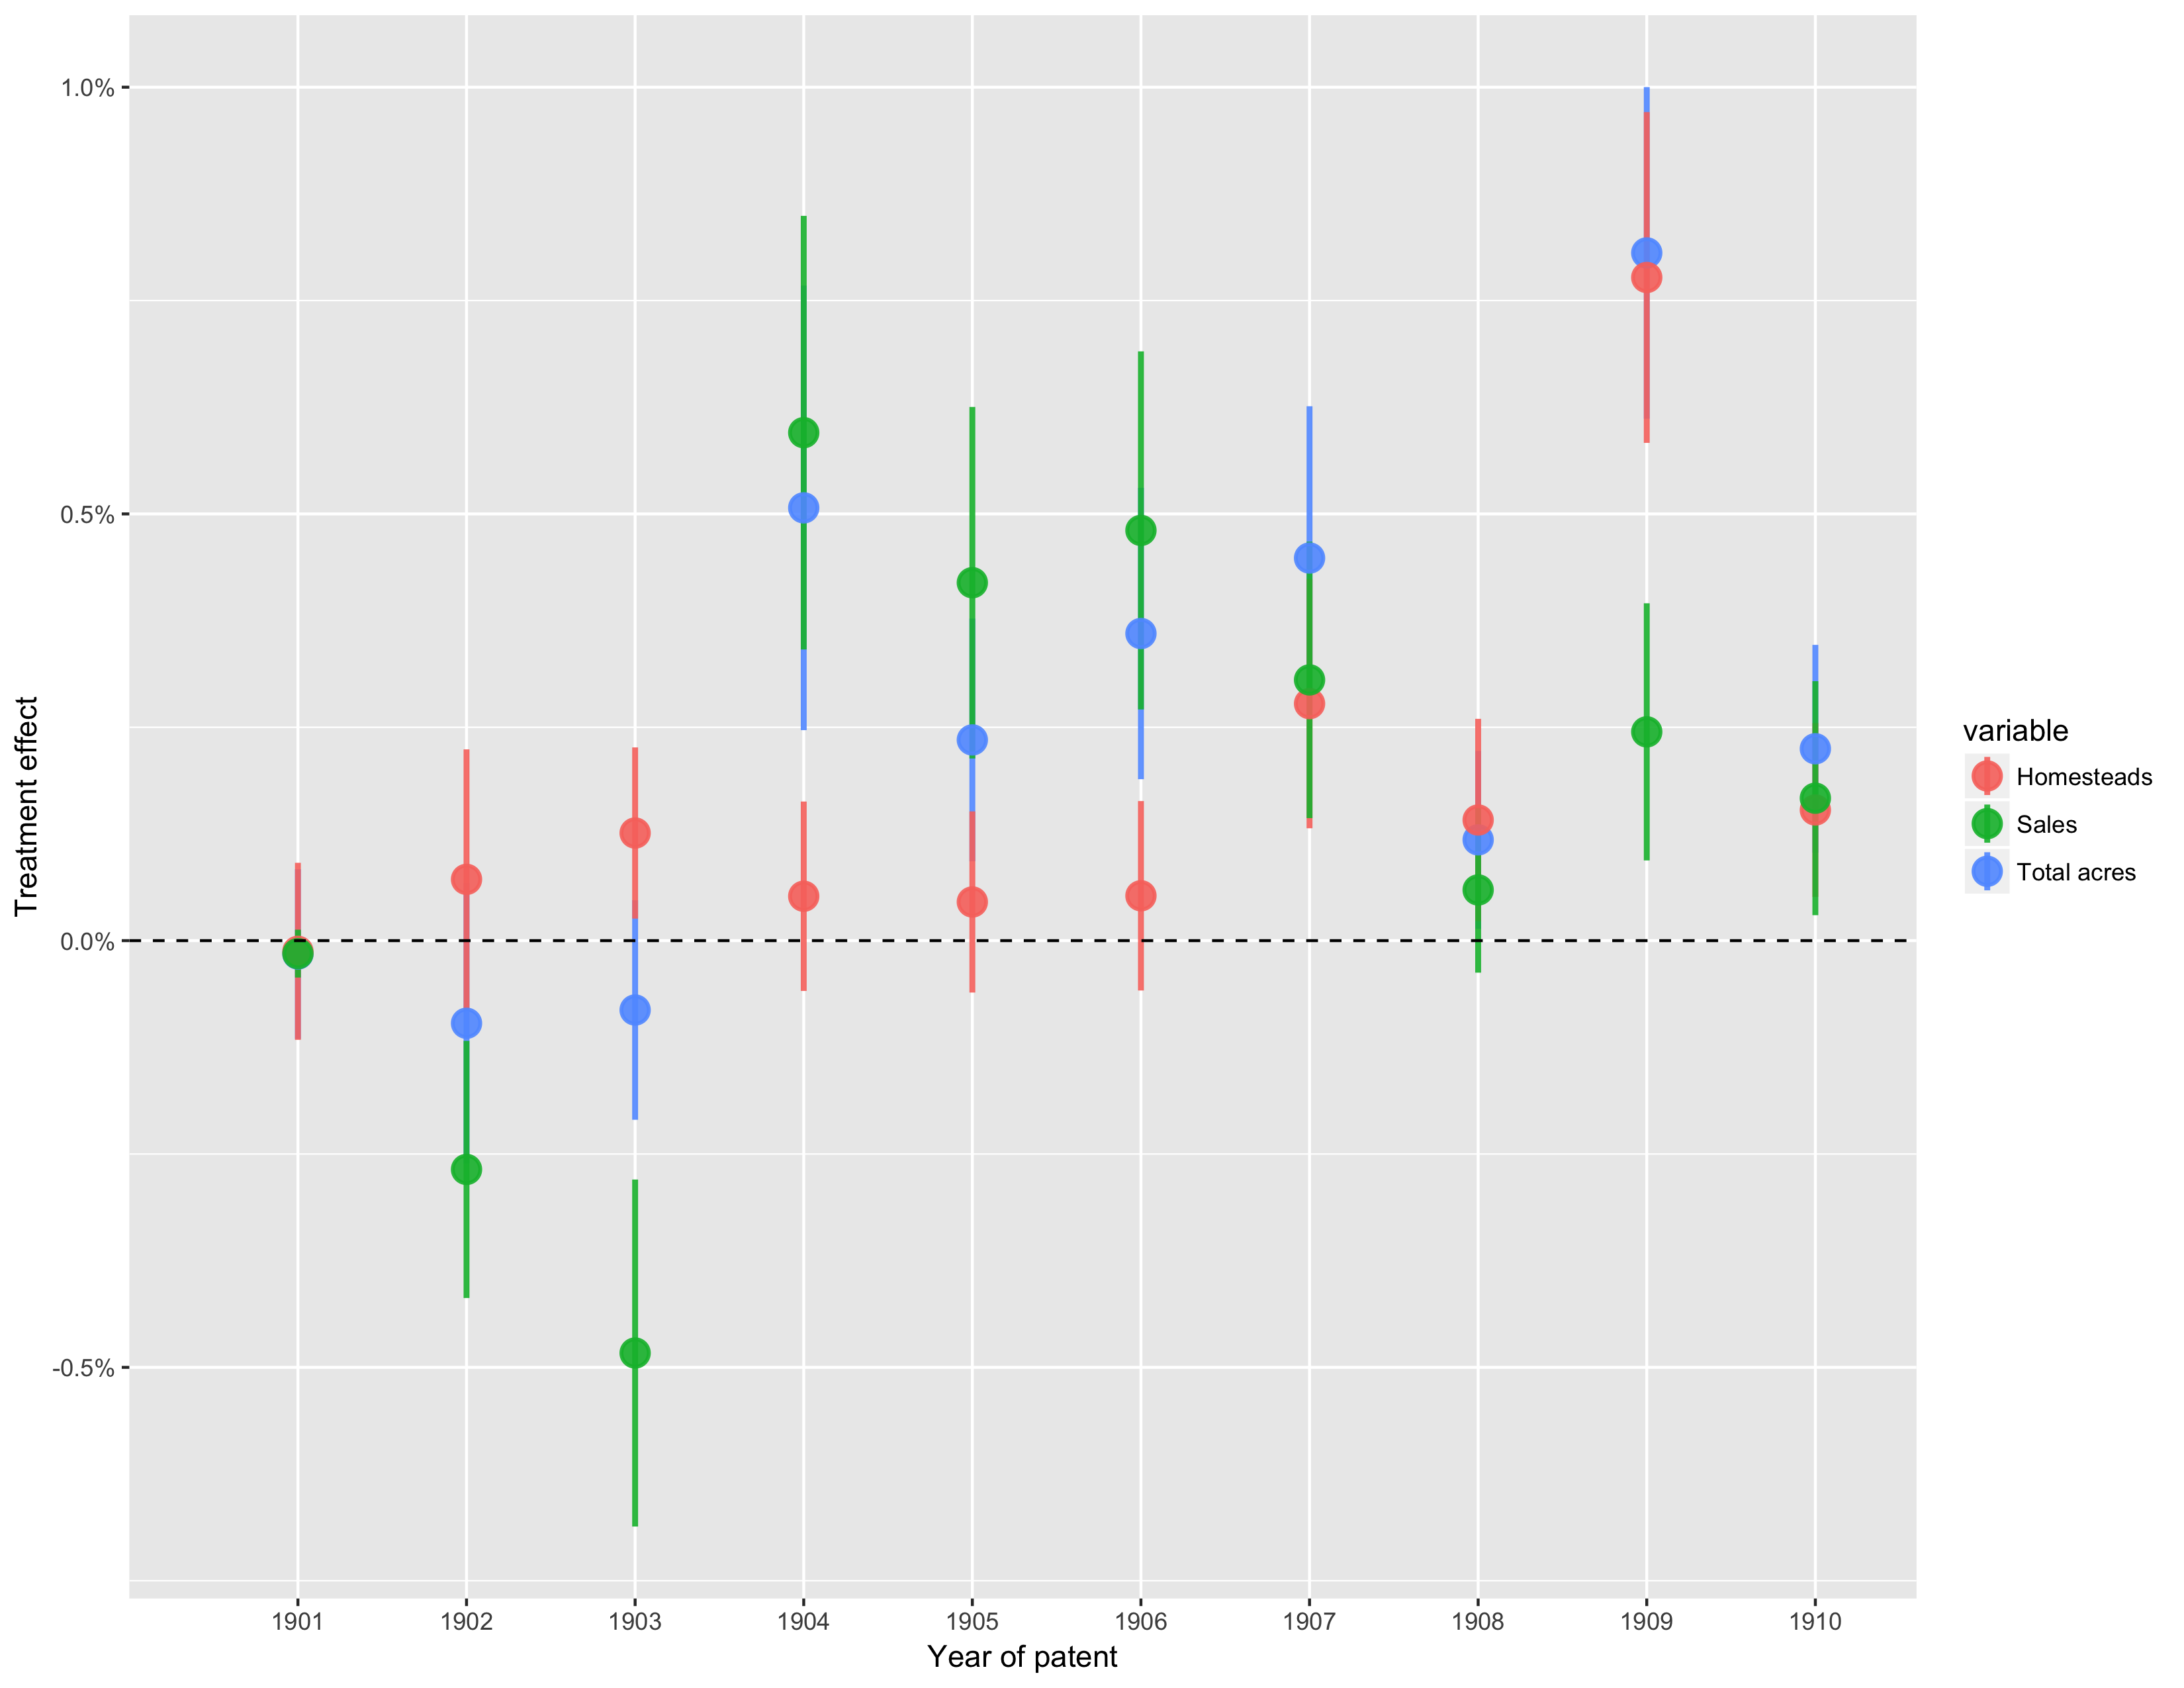 Treatment effect
1.0%
0.5%
0.0%
-0.5%
1901 1902 1903 1904 1905 1906 1907 1908 1909 1910
Year of patent
variable
Homesteads
Sales
Total acres